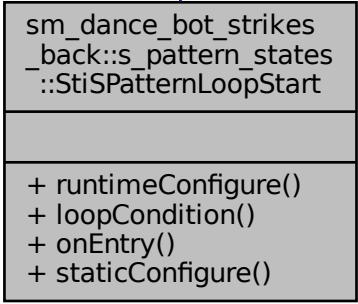 sm_dance_bot_strikes
_back::s_pattern_states
::StiSPatternLoopStart
+ runtimeConfigure()
+ loopCondition()
+ onEntry()
+ staticConfigure()